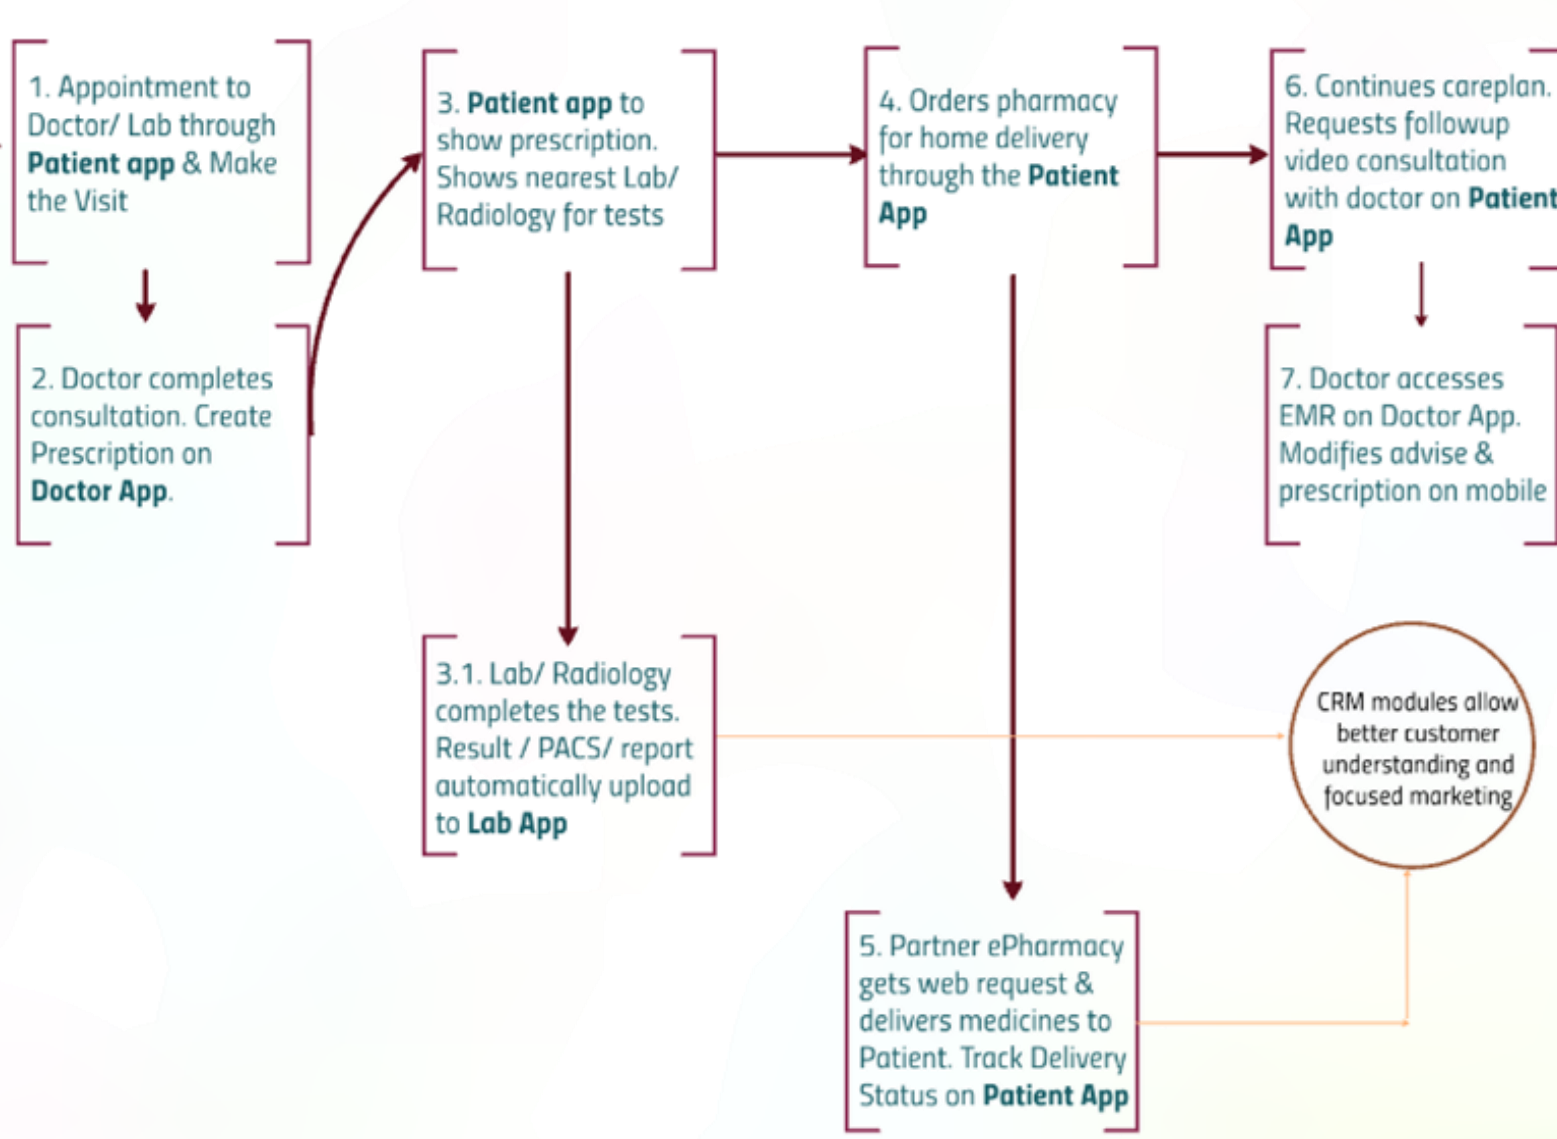 1. Appointment to
Doctor/ Lab through
Patient app & Make
the Visit
2. Doctor completes
consultation. Create
Prescription on
Doctor App.
3. Patient app to
show prescription.
Shows nearest Lab/
Radiology for tests
3.1. Lab/ Radiology
completes the tests.
Result / PACS/ report
automatically upload
to Lab App
4. Orders pharmacy
for home delivery
through the Patient
App
5. Partner ePharmacy
gets web request &
delivers medicines to
Patient. Track Delivery
Status on Patient App
6. Continues careplan.
Requests followup
video consultation
with doctor on Patient
App
7. Doctor accesses
EMR on Doctor App.
Modifies advise &
prescription on mobile
CRM modules allow
better customer
understanding and
focused marketing